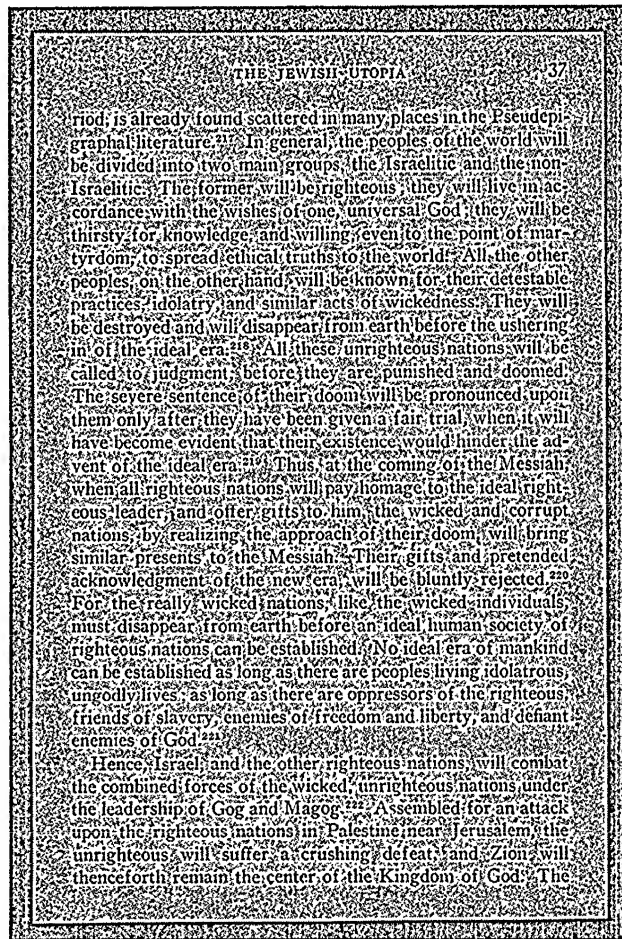 THE JEWISH UTOPIA 37
riod, is already found scattered in many places in the Pseudepi-
graphal literature.²¹⁷ In general, the peoples of the world will
be divided into two main groups, the Israelitic and the non-
Israelitic. The former will be righteous; they will live in ac-
cordance with the wishes of one, universal God; they will be
thirsty for knowledge, and willing, even to the point of mar-
tyrdom, to spread ethical truths to the world. All the other
peoples, on the other hand, will be known for their detestable
practices, idolatry, and similar acts of wickedness. They will
be destroyed and will disappear from earth before the ushering
in of the ideal era.²¹⁸ All these unrighteous nations will be
called to judgment, before they are punished and doomed.
The severe sentence of their doom will be pronounced upon
them only after they have been given a fair trial, when it will
have become evident that their existence would hinder the ad-
vent of the ideal era.²¹⁹ Thus, at the coming of the Messiah,
when all righteous nations will pay homage to the ideal right-
eous leader, and offer gifts to him, the wicked and corrupt
nations, by realizing the approach of their doom, will bring
similar presents to the Messiah. Their gifts and pretended
acknowledgment of the new era, will be bluntly rejected.²²⁰
For the really wicked nations, like the wicked individuals,
must disappear from earth before an ideal human society of
righteous nations can be established. No ideal era of mankind
can be established as long as there are peoples living idolatrous,
ungodly lives, as long as there are oppressors of the righteous,
friends of slavery, enemies of freedom and liberty, and defiant
enemies of God.²²¹
Hence, Israel, and the other righteous nations, will combat
the combined forces of the wicked, unrighteous nations under
the leadership of Gog and Magog.²²² Assembled for an attack
upon the righteous nations in Palestine near Jerusalem, the
unrighteous will suffer a crushing defeat, and Zion will
thenceforth remain the center of the Kingdom of God. The